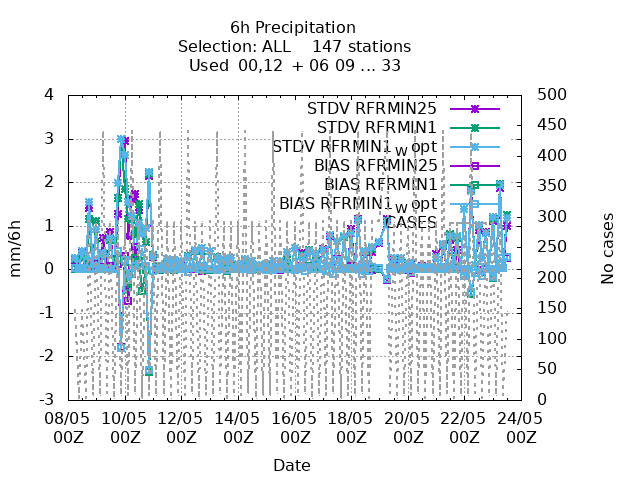 6h Precipitation
Selection: ALL    147 stations
Used  00,12  + 06 09 ... 33
STDV RFRMIN25
STDV RFRMIN1
STDV RFRMIN1_w opt
BIAS RFRMIN25
BIAS RFRMIN1
BIAS RFRMIN1_w opt
CASES
mm/6h
4
3
2
1
0
-1
-2
-3
No cases
500
450
400
350
300
250
200
150
100
50
0
08/05 10/05 12/05 14/05 16/05 18/05 20/05 22/05 24/05
00Z 00Z 00Z 00Z 00Z 00Z 00Z 00Z 00Z
Date